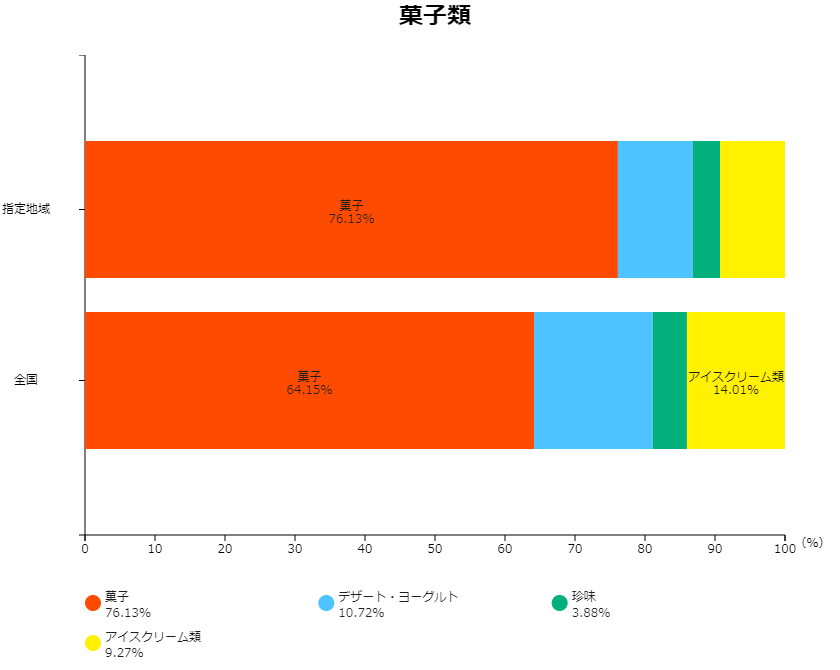 菓子類
指定地域
菓子
76.13%
全国
菓子
64.15%
アイスクリーム類
14.01%
0 10 20 30 40 50 60 70 80 90 100 (%)
菓子
76.13%
デザート・ヨーグルト
10.72%
珍味
3.88%
アイスクリーム類
9.27%